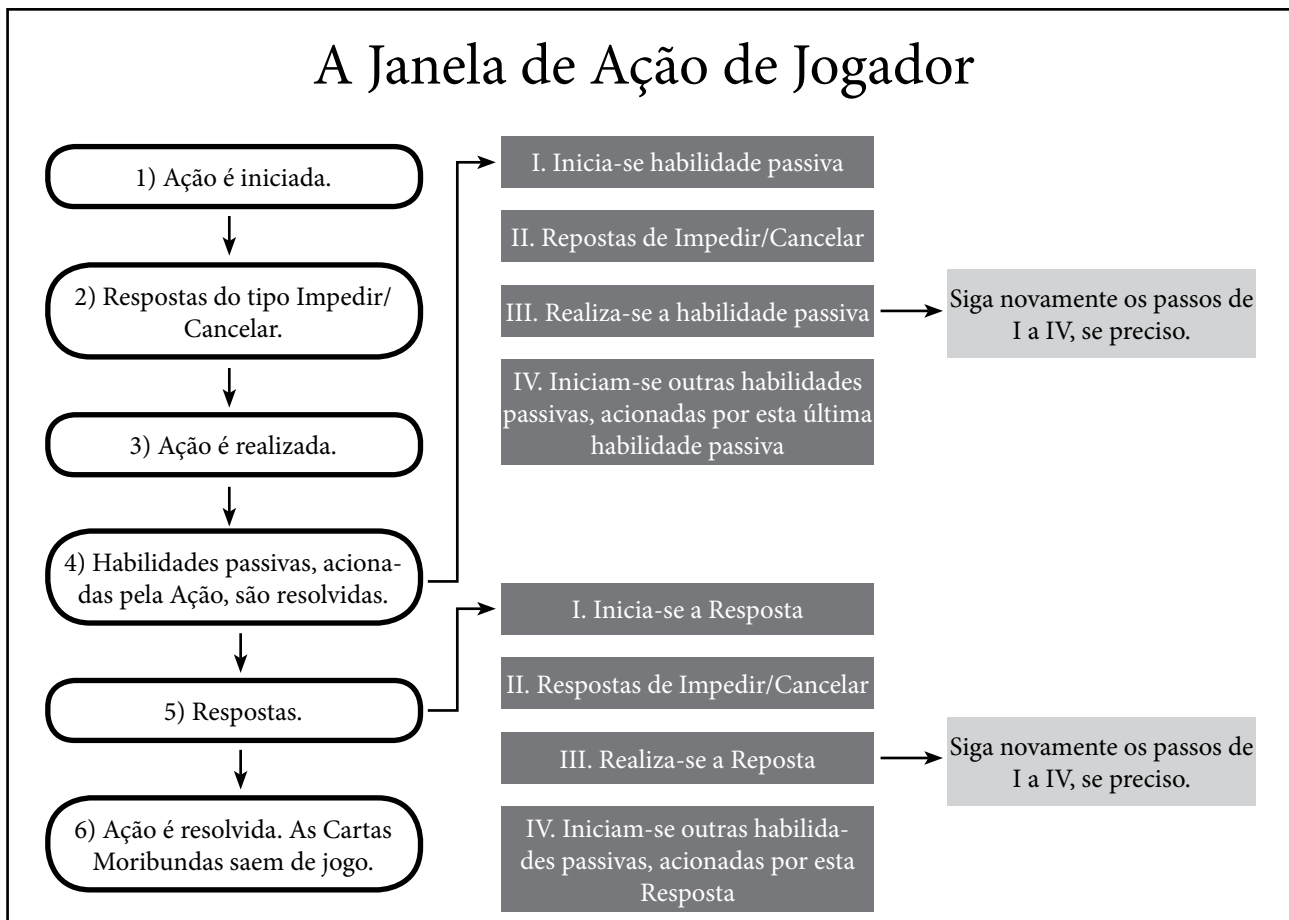 A Janela de Ação de Jogador
1) Ação é iniciada.
2) Respostas do tipo Impedir/
Cancelar.
3) Ação é realizada.
4) Habilidades passivas, aciona-
das pela Ação, são resolvidas.
5) Respostas.
6) Ação é resolvida. As Cartas
Moribundas saem de jogo.
I. Inicia-se habilidade passiva
II. Repostas de Impedir/Cancelar
III. Realiza-se a habilidade passiva
IV. Iniciam-se outras habilidades
passivas, acionadas por esta última
habilidade passiva
Siga novamente os passos de
I a IV, se preciso.
I. Inicia-se a Resposta
II. Respostas de Impedir/Cancelar
III. Realiza-se a Reposta
IV. Iniciam-se outras habilida-
des passivas, acionadas por esta
Resposta
Siga novamente os passos de
I a IV, se preciso.